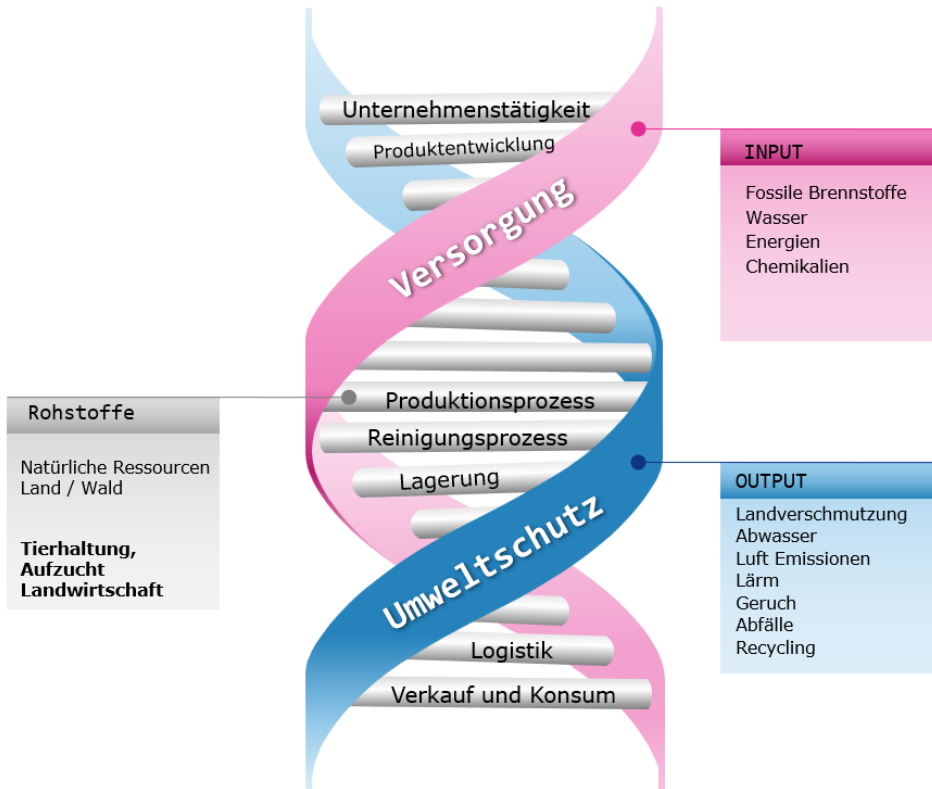 Unternehmenstätigkeit
Produktentwicklung
Versorgung
INPUT
Fossile Brennstoffe
Wasser
Energien
Chemikalien
Rohstoffe
Natürliche Ressourcen
Land / Wald
Tierhaltung,
Aufzucht
Landwirtschaft
Produktionsprozess
Reinigungsprozess
Lagerung
Umweltschutz
OUTPUT
Landverschmutzung
Abwasser
Luft Emissionen
Lärm
Geruch
Abfälle
Recycling
Logistik
Verkauf und Konsum